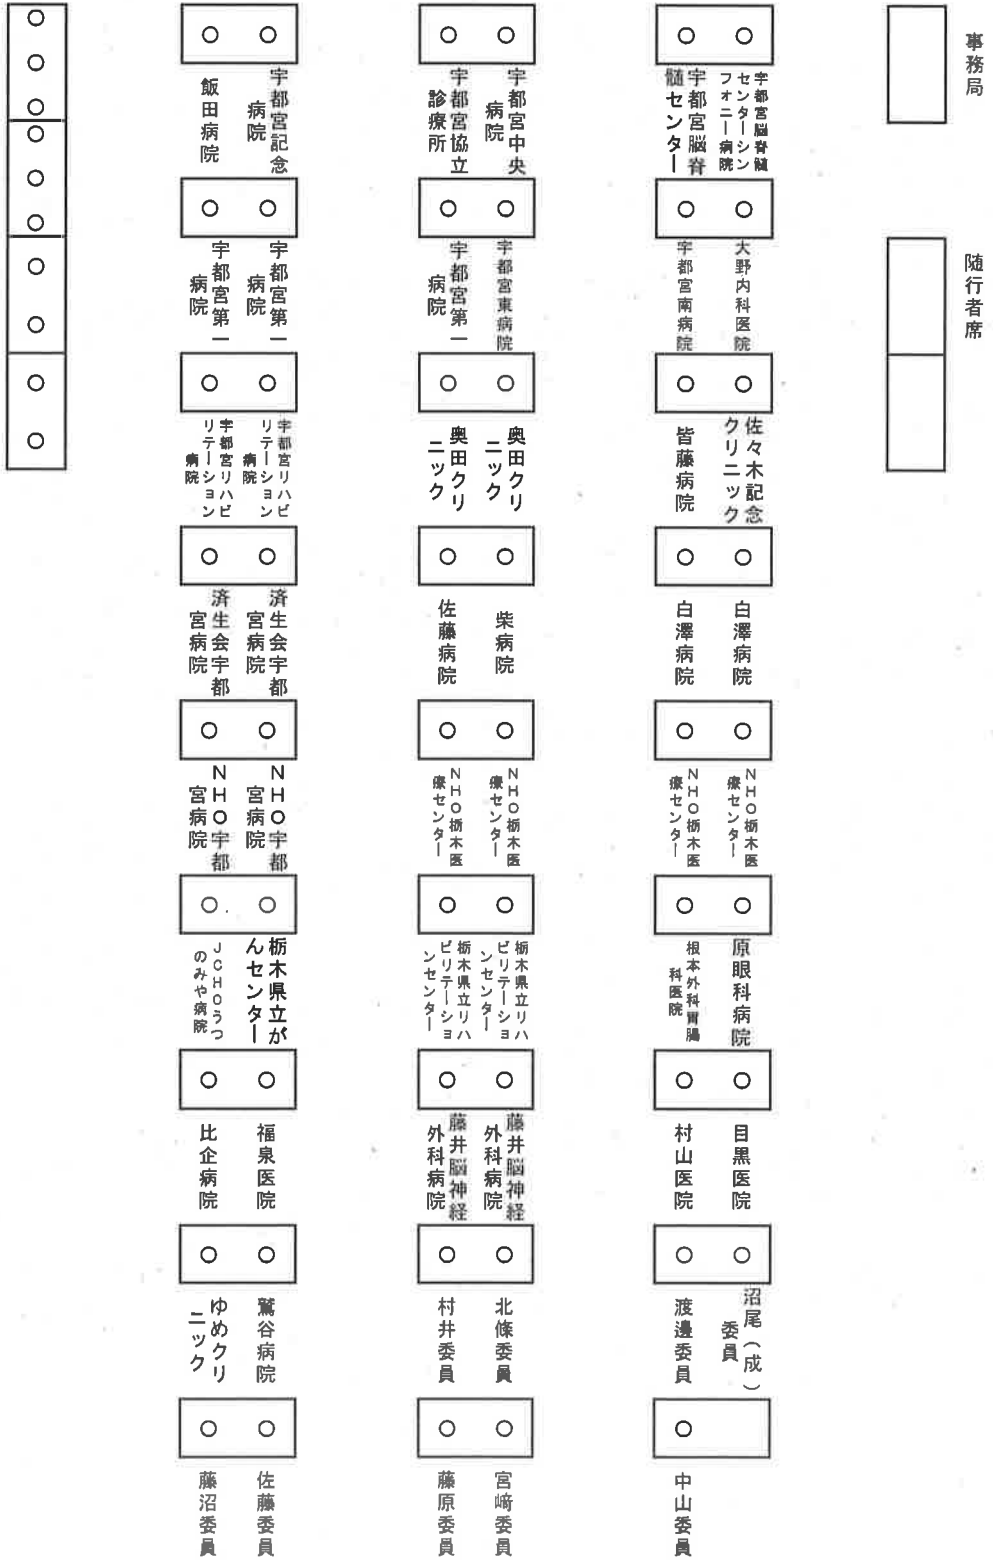 事務局
随行者席
宇都宮脳脊髄
センターシン
フォニー病院
宇都宮脳脊
髄センター
宇都宮中央
病院
宇都宮協立
診療所
宇都宮記念
病院
飯田病院
大野内科医院
宇都宮南病院
宇都宮東病院
宇都宮第一
病院
宇都宮第一
病院
宇都宮第一
病院
佐々木記念
クリニック
皆藤病院
奥田クリ
ニック
奥田クリ
ニック
宇都宮リハビ
リテーション
病院
宇都宮リハビ
リテーション
病院
白澤病院
白澤病院
柴病院
佐藤病院
済生会宇都
宮病院
済生会宇都
宮病院
NHO栃木医
療センター
NHO栃木医
療センター
NHO栃木医
療センター
NHO栃木医
療センター
NHO宇都
宮病院
NHO宇都
宮病院
原眼科病院
根本外科胃腸
科医院
栃木県立リハ
ビリテーショ
ンセンター
栃木県立リハ
ビリテーショ
ンセンター
栃木県立が
んセンター
JCHOうつ
のみや病院
目黒医院
村山医院
藤井脳神経
外科病院
藤井脳神経
外科病院
福泉医院
比企病院
沼尾（成）
委員
渡邊委員
北條委員
村井委員
鷲谷病院
ゆめクリ
ニック
中山委員
宮﨑委員
藤原委員
佐藤委員
藤沼委員